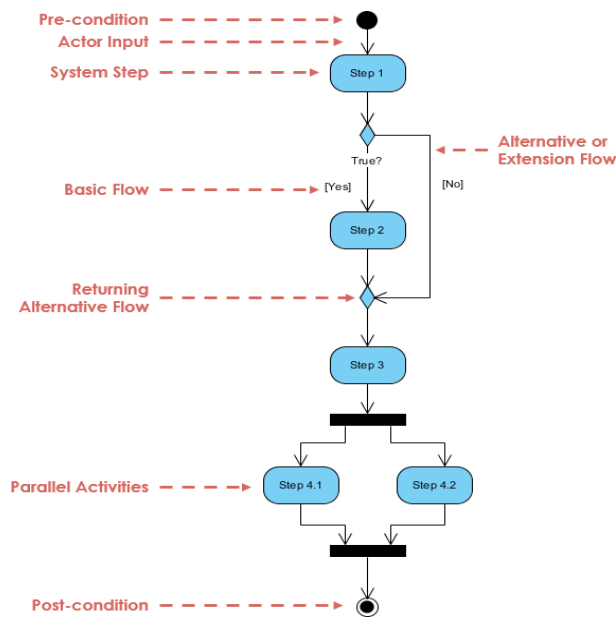 Pre-condition
Actor Input
System Step
Step 1
Alternative or
Extension Flow
True?
Basic Flow
[Yes]
[No]
Step 2
Returning
Alternative Flow
Step 3
Parallel Activities
Step 4.1
Step 4.2
Post-condition